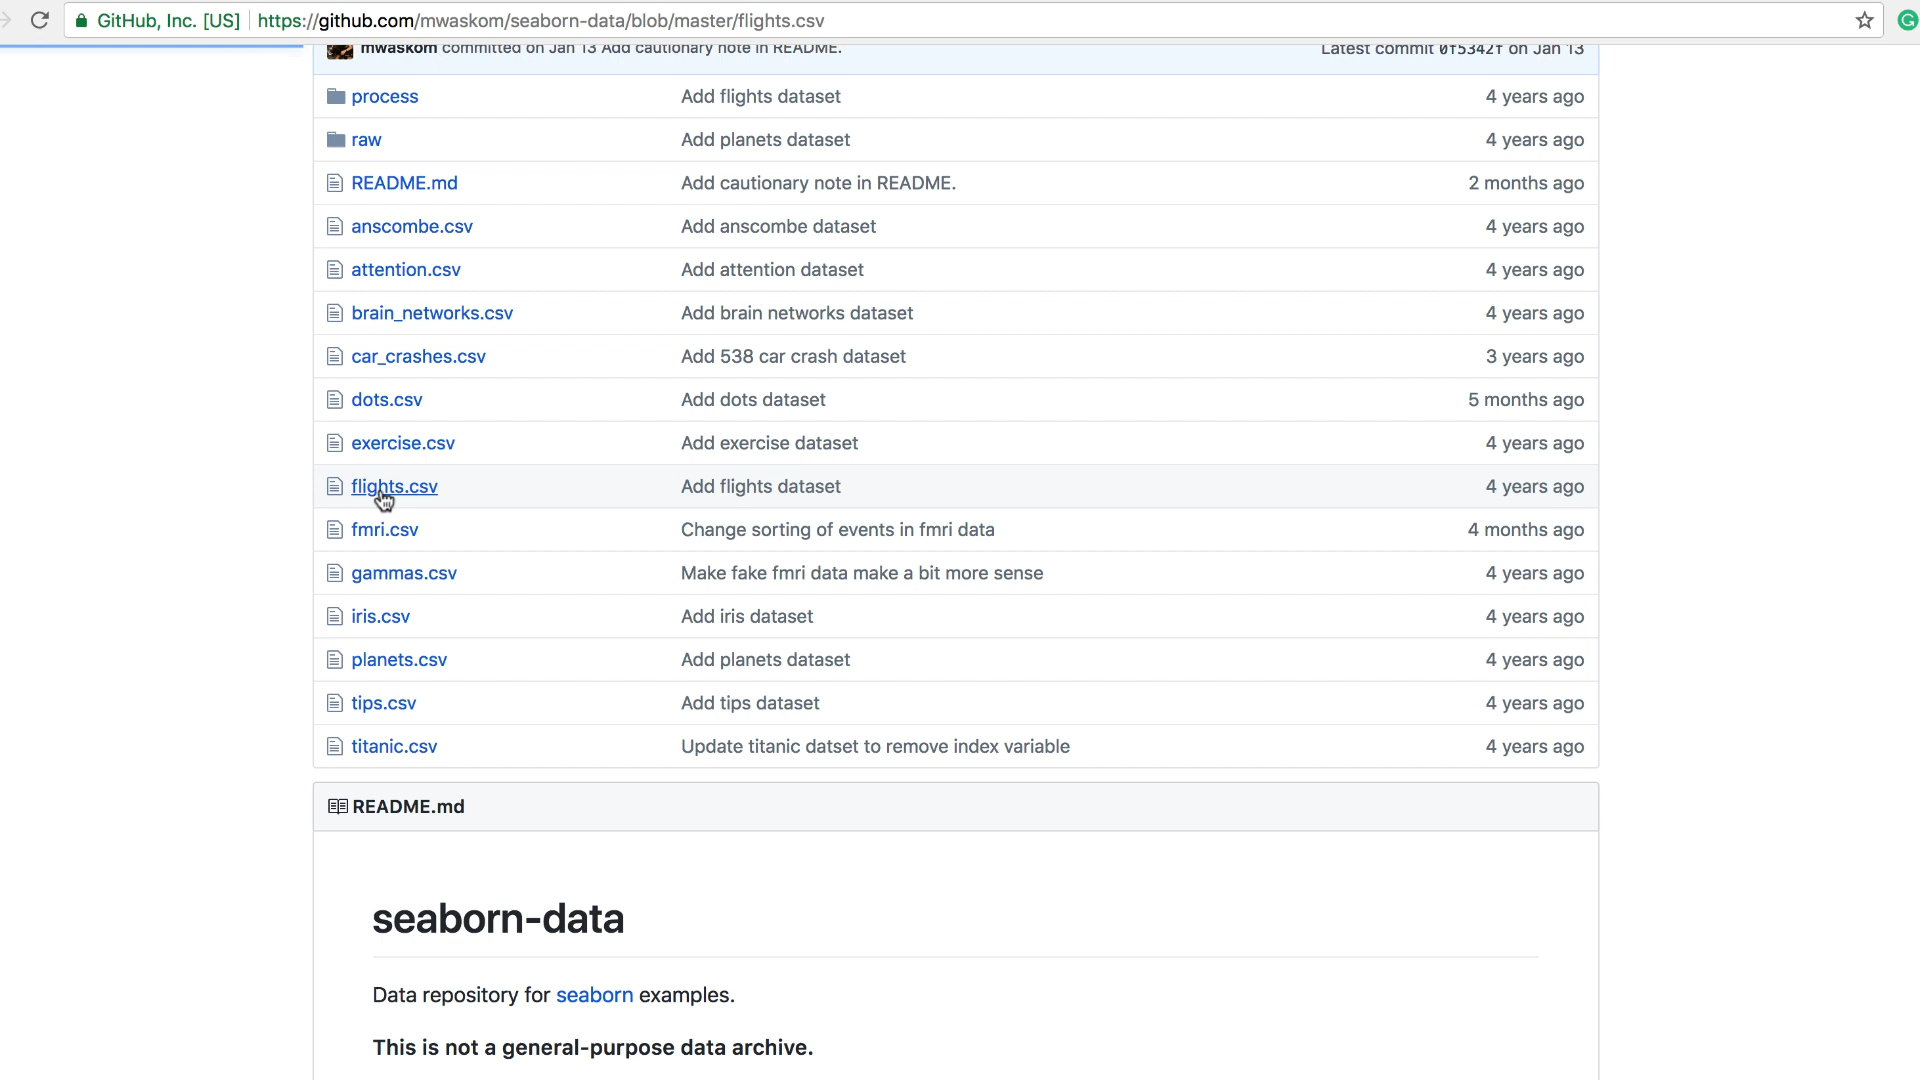 GitHub, Inc. [US] https://github.com/mwaskom/seaborn-data/blob/master/flights.csv
mwaskom committed on Jan 13 Add cautionary note in README. Latest commit 0f5342f on Jan 13
process Add flights dataset 4 years ago
raw Add planets dataset 4 years ago
README.md Add cautionary note in README. 2 months ago
anscombe.csv Add anscombe dataset 4 years ago
attention.csv Add attention dataset 4 years ago
brain_networks.csv Add brain networks dataset 4 years ago
car_crashes.csv Add 538 car crash dataset 3 years ago
dots.csv Add dots dataset 5 months ago
exercise.csv Add exercise dataset 4 years ago
flights.csv Add flights dataset 4 years ago
fmri.csv Change sorting of events in fmri data 4 months ago
gammas.csv Make fake fmri data make a bit more sense 4 years ago
iris.csv Add iris dataset 4 years ago
planets.csv Add planets dataset 4 years ago
tips.csv Add tips dataset 4 years ago
titanic.csv Update titanic datset to remove index variable 4 years ago
README.md
seaborn-data
Data repository for seaborn examples.
This is not a general-purpose data archive.